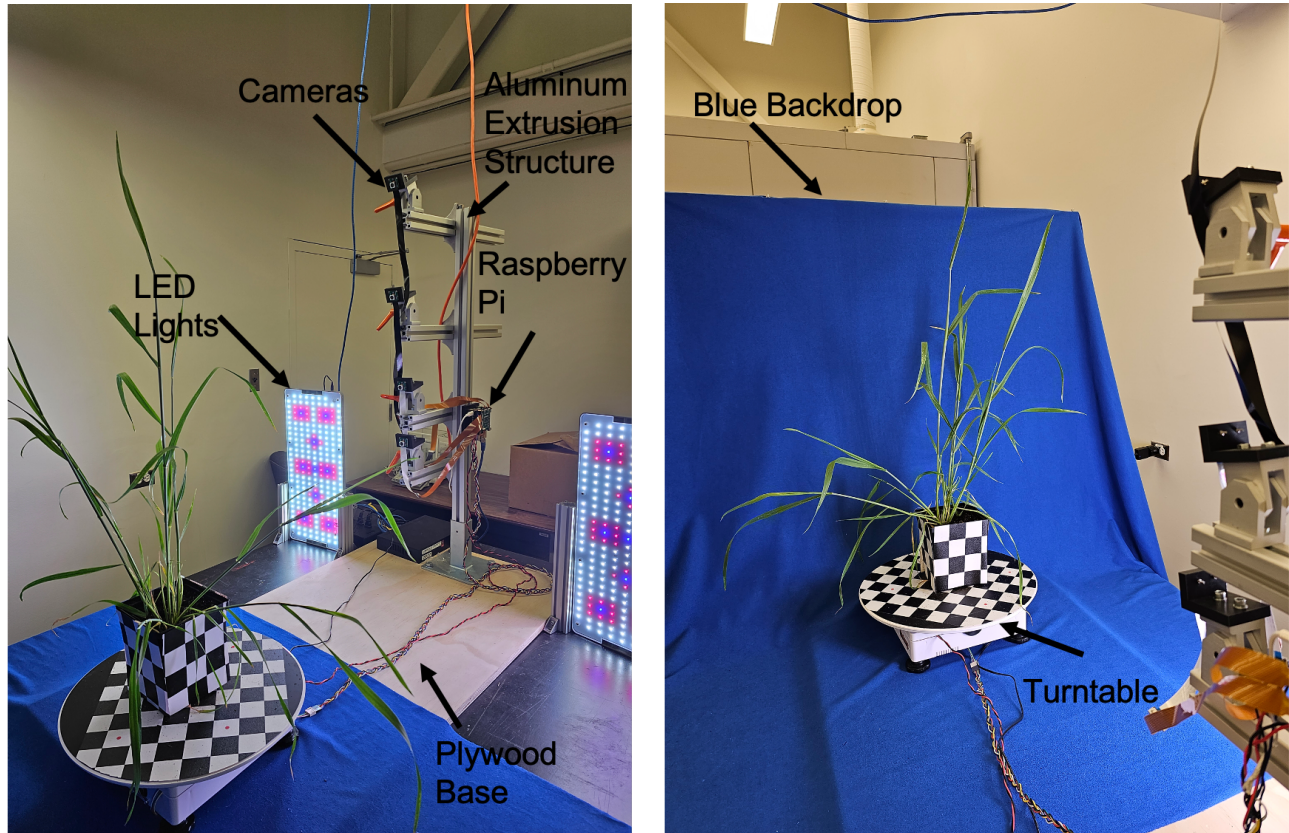 Cameras
Aluminum
Extrusion
Structure
Raspberry
Pi
LED
Lights
Plywood
Base
Blue Backdrop
Turntable